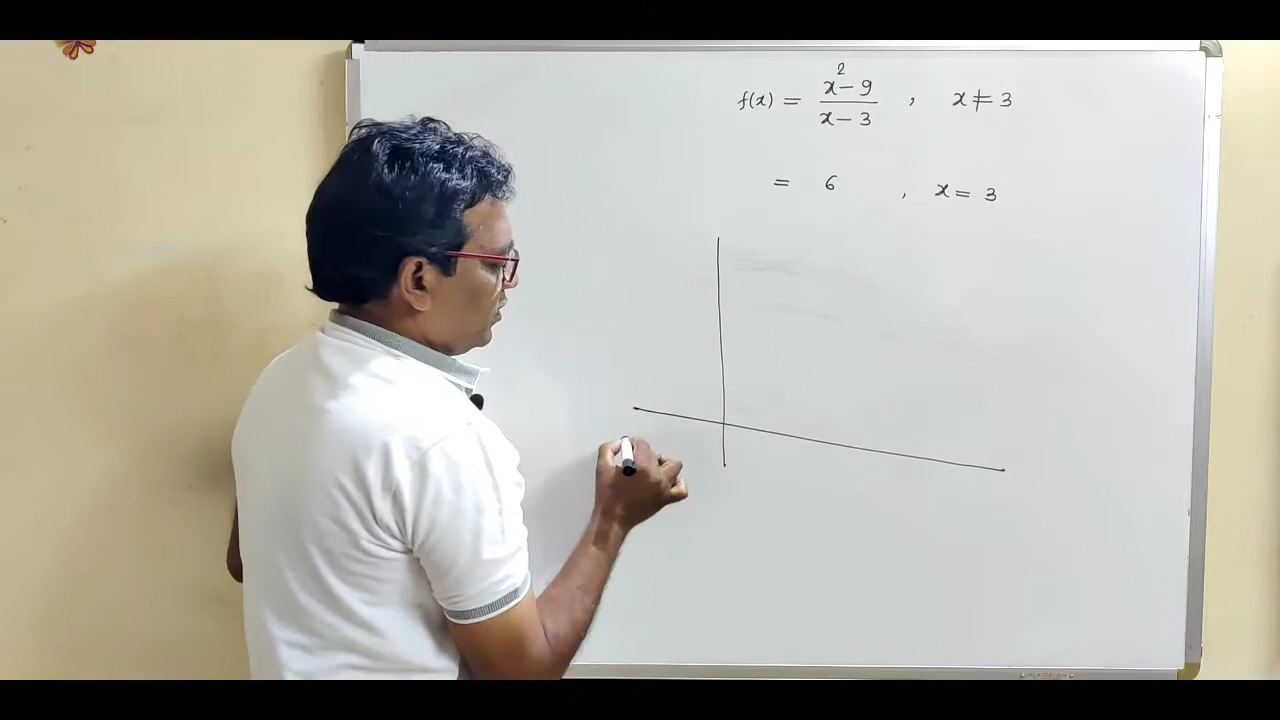 f(x) = x² - 9 / x - 3 , x ≠ 3
= 6 , x = 3